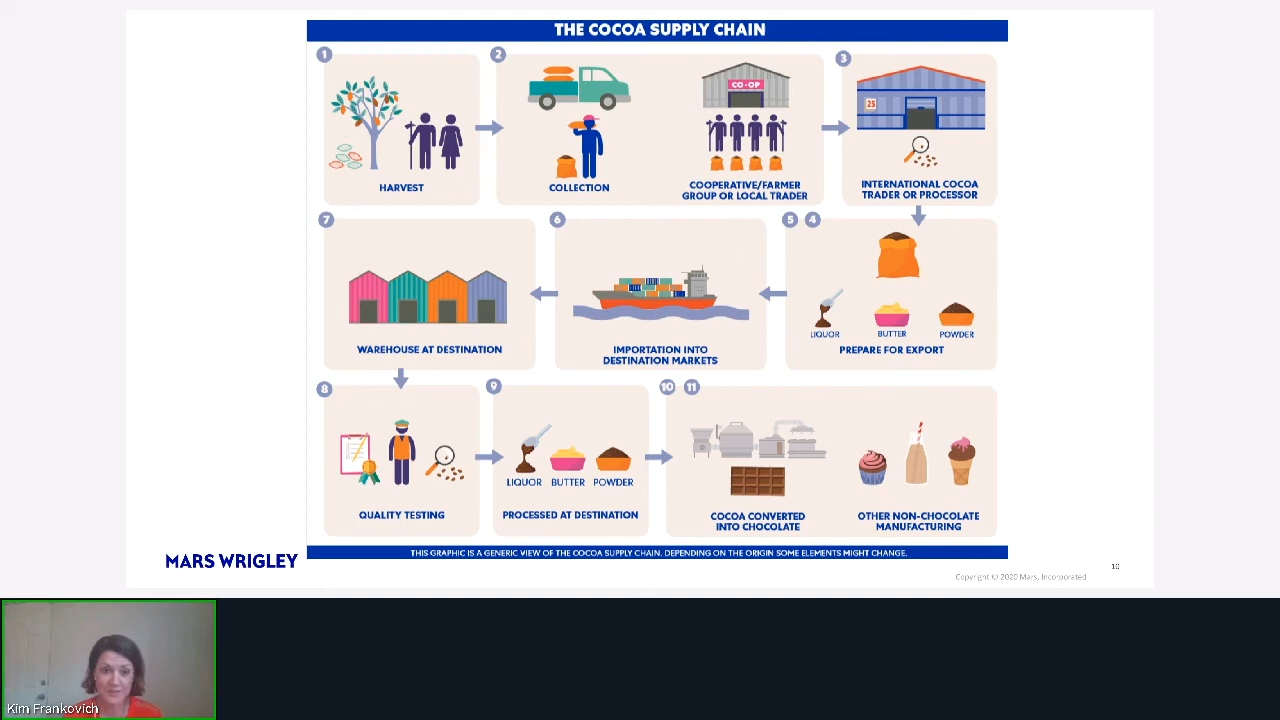 THE COCOA SUPPLY CHAIN
1
HARVEST
2
COLLECTION
CO-OP
COOPERATIVE/FARMER
GROUP OR LOCAL TRADER
3
25
INTERNATIONAL COCOA
TRADER OR PROCESSOR
7
WAREHOUSE AT DESTINATION
6
IMPORTATION INTO
DESTINATION MARKETS
5 4
LIQUOR BUTTER POWDER
PREPARE FOR EXPORT
8
QUALITY TESTING
9
LIQUOR BUTTER POWDER
PROCESSED AT DESTINATION
10 11
COCOA CONVERTED
INTO CHOCOLATE
OTHER NON-CHOCOLATE
MANUFACTURING
THIS GRAPHIC IS A GENERIC VIEW OF THE COCOA SUPPLY CHAIN. DEPENDING ON THE ORIGIN SOME ELEMENTS MIGHT CHANGE.
MARS WRIGLEY
10
Copyright © 2020 Mars, Incorporated
Kim Frankovich